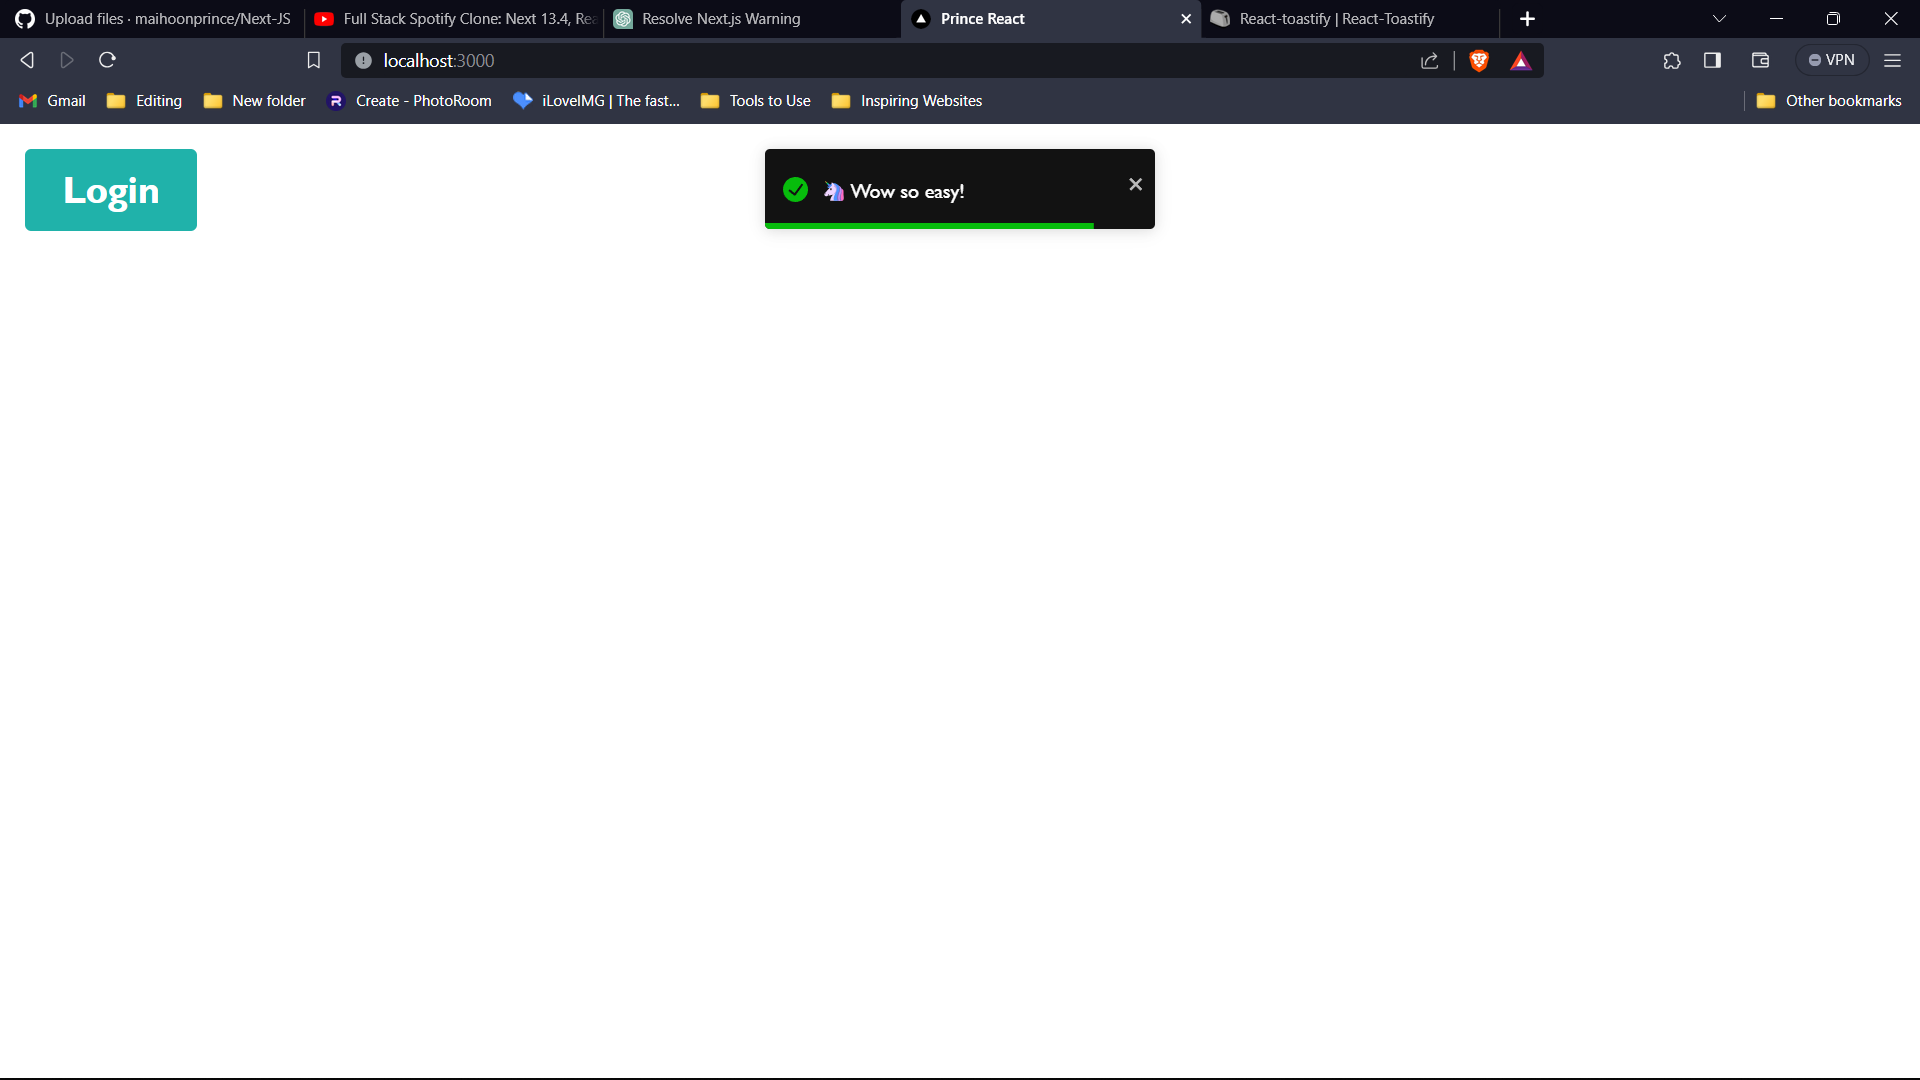 Upload files · maihoonprince/Next-JS
Full Stack Spotify Clone: Next 13.4, Rea
Resolve Next.js Warning
Prince React
React-toastify | React-Toastify
localhost:3000
VPN
Gmail
Editing
New folder
Create - PhotoRoom
iLoveIMG | The fast...
Tools to Use
Inspiring Websites
Other bookmarks
Login
🦄 Wow so easy!